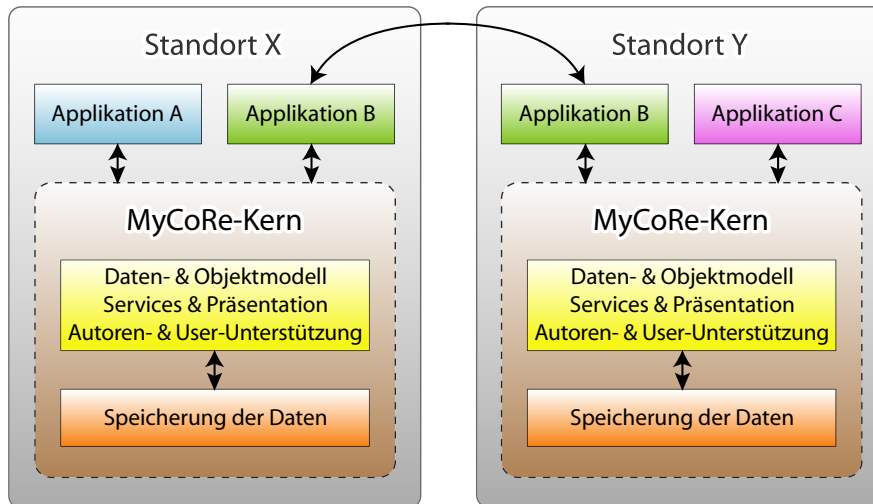 Standort X
Applikation A
Applikation B
MyCoRe-Kern
Daten- & Objektmodell
Services & Präsentation
Autoren- & User-Unterstützung
Speicherung der Daten
Standort Y
Applikation B
Applikation C
MyCoRe-Kern
Daten- & Objektmodell
Services & Präsentation
Autoren- & User-Unterstützung
Speicherung der Daten